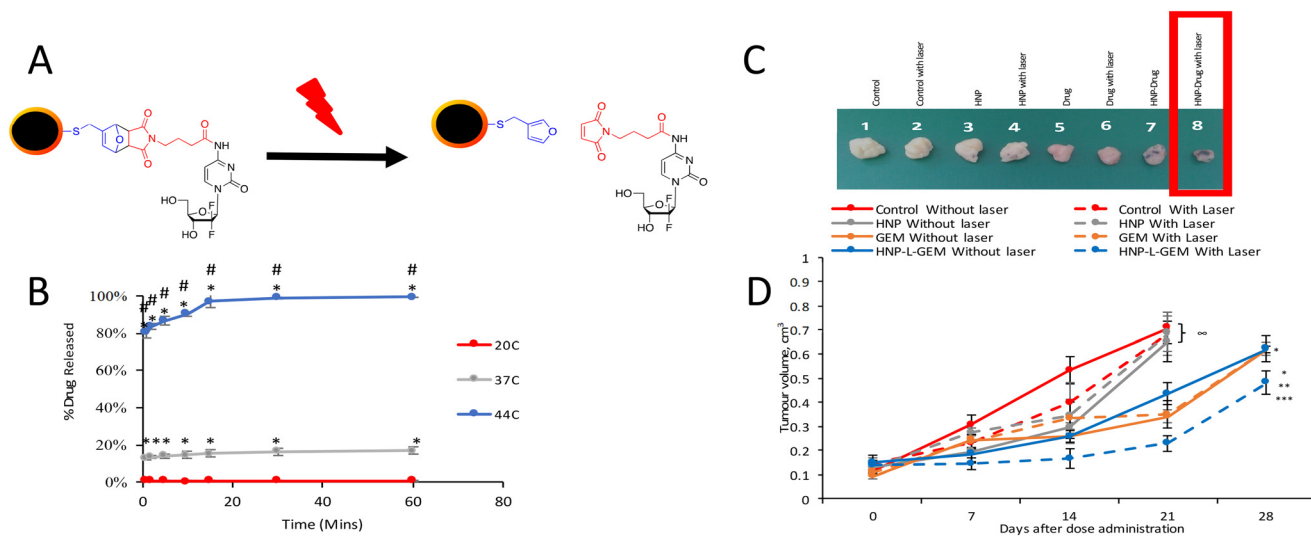 A
S
O
O
N
O
O
NH
N
N
O
HO
O
F
HO
F
S
O
O
N
O
O
NH
N
N
O
HO
O
F
HO
F
B
# # # # # # #
* * * * * * *
100%
80%
60%
40%
20%
0%
%Drug Released
* * * * * * *
20C
37C
44C
0 20 40 60 80
Time (Mins)
C
Control
Control with laser
HNP
HNP with laser
Drug
Drug with laser
HNP-Drug
HNP-Drug with laser
1 2 3 4 5 6 7 8
Control Without laser
Control With Laser
HNP Without laser
HNP With Laser
GEM Without laser
GEM With Laser
HNP-L-GEM Without laser
HNP-L-GEM With Laser
D
1
0.9
0.8
0.7
0.6
0.5
0.4
0.3
0.2
0.1
0
Tumour volume, cm3
∞
*
*
**
***
0 7 14 21 28
Days after dose administration